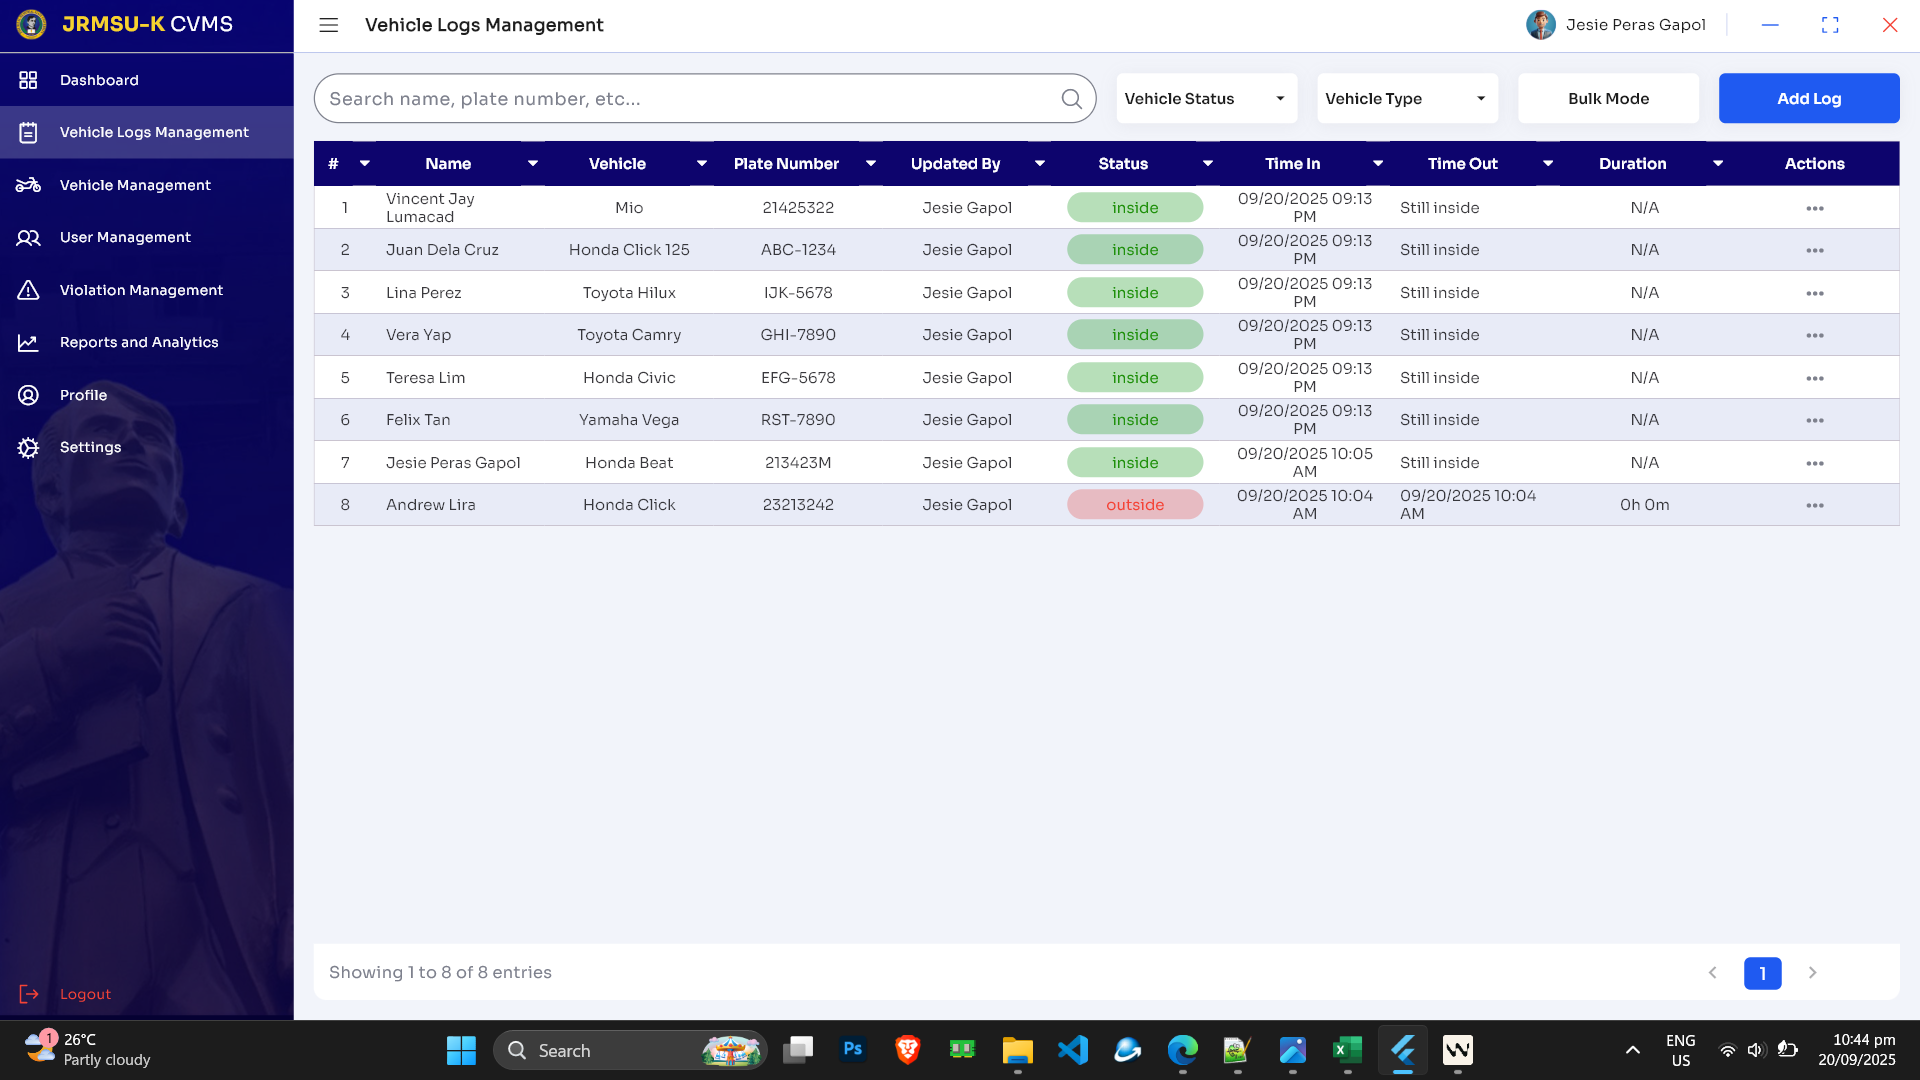 JRMSU-K CVMS
Vehicle Logs Management
Jesie Peras Gapol
Dashboard
Vehicle Logs Management
Vehicle Management
User Management
Violation Management
Reports and Analytics
Profile
Settings
Logout
Search name, plate number, etc...
Vehicle Status
Vehicle Type
Bulk Mode
Add Log
# Name Vehicle Plate Number Updated By Status Time In Time Out Duration Actions
1 Vincent Jay Lumacad Mio 21425322 Jesie Gapol inside 09/20/2025 09:13 PM Still inside N/A
2 Juan Dela Cruz Honda Click 125 ABC-1234 Jesie Gapol inside 09/20/2025 09:13 PM Still inside N/A
3 Lina Perez Toyota Hilux IJK-5678 Jesie Gapol inside 09/20/2025 09:13 PM Still inside N/A
4 Vera Yap Toyota Camry GHI-7890 Jesie Gapol inside 09/20/2025 09:13 PM Still inside N/A
5 Teresa Lim Honda Civic EFG-5678 Jesie Gapol inside 09/20/2025 09:13 PM Still inside N/A
6 Felix Tan Yamaha Vega RST-7890 Jesie Gapol inside 09/20/2025 09:13 PM Still inside N/A
7 Jesie Peras Gapol Honda Beat 213423M Jesie Gapol inside 09/20/2025 10:05 AM Still inside N/A
8 Andrew Lira Honda Click 23213242 Jesie Gapol outside 09/20/2025 10:04 AM 09/20/2025 10:04 AM 0h 0m
Showing 1 to 8 of 8 entries
1
1
26°C
Partly cloudy
Search
Ps
ENG
US
10:44 pm
20/09/2025